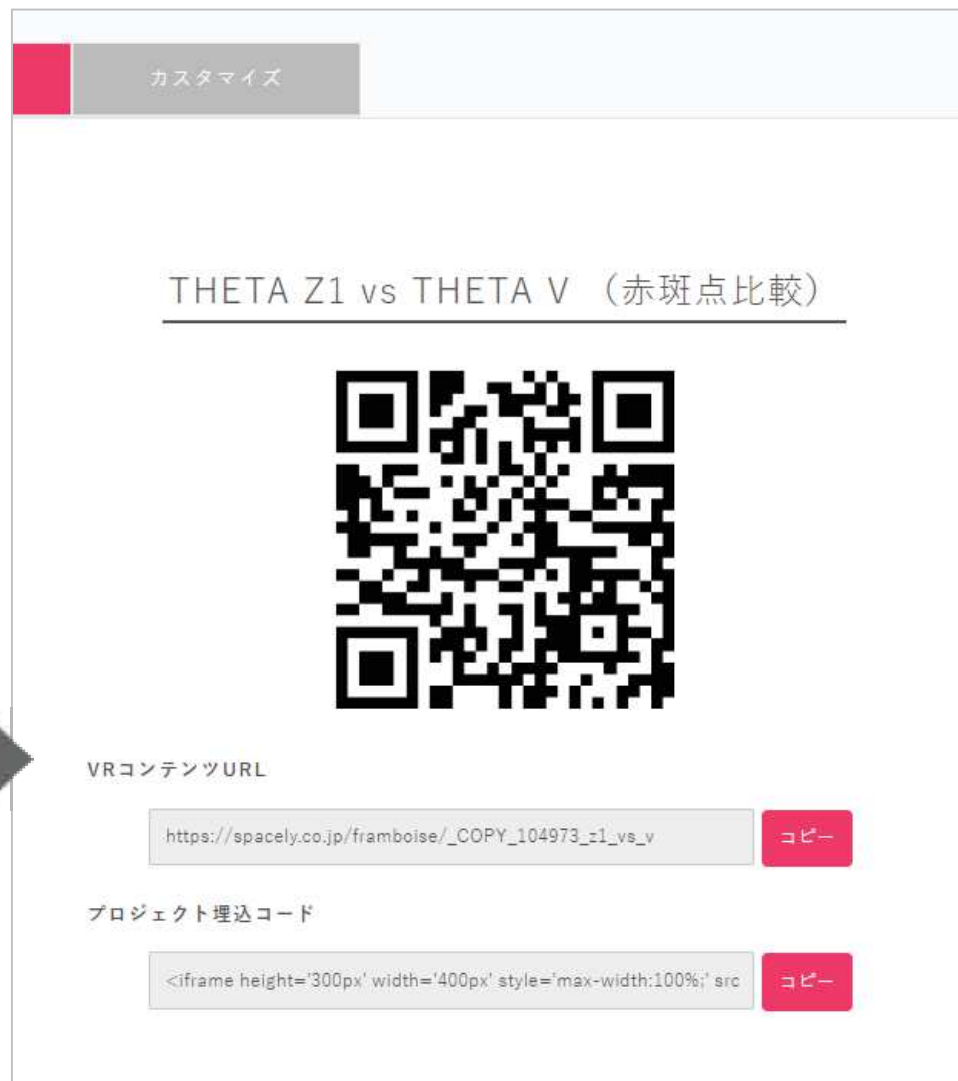 カスタマイズ
THETA Z1 vs THETA V （赤斑点比較）
VRコンテンツURL
https://spacely.co.jp/framboise/_COPY_104973_z1_vs_v
コピー
プロジェクト埋込コード
<iframe height='300px' width='400px' style='max-width:100%;' src
コピー